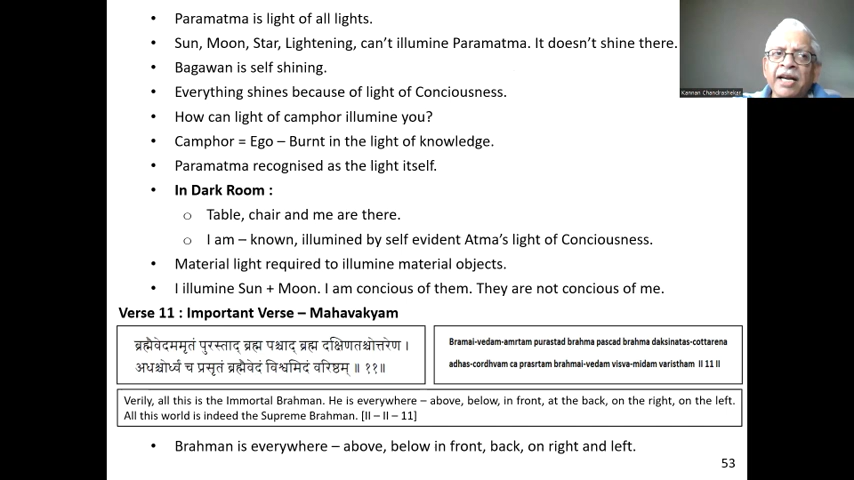 • Paramatma is light of all lights.
• Sun, Moon, Star, Lightening, can't illumine Paramatma. It doesn't shine there.
• Bagawan is self shining.
• Everything shines because of light of Conciousness.
• How can light of camphor illumine you?
• Camphor = Ego – Burnt in the light of knowledge.
• Paramatma recognised as the light itself.
• In Dark Room :
o Table, chair and me are there.
o I am – known, illumined by self evident Atma's light of Conciousness.
• Material light required to illumine material objects.
• I illumine Sun + Moon. I am concious of them. They are not concious of me.
Verse 11 : Important Verse – Mahavakyam
ब्रह्मैवेदममृतं पुरस्ताद् ब्रह्म पश्चाद् ब्रह्म दक्षिणतश्चोत्तरेण ।
अधश्चोर्ध्वं च प्रसृतं ब्रह्मैवेदं विश्वमिदं वरिष्ठम् ॥ ११॥
Bramai-vedam-amrtam purastad brahma pascad brahma daksinatas-cottarena
adhas-cordhvam ca prasrtam brahmai-vedam visva-midam varistham II 11 II
Verily, all this is the Immortal Brahman. He is everywhere – above, below, in front, at the back, on the right, on the left.
All this world is indeed the Supreme Brahman. [II – II – 11]
• Brahman is everywhere – above, below in front, back, on right and left.
53
Kannan Chandrashekar